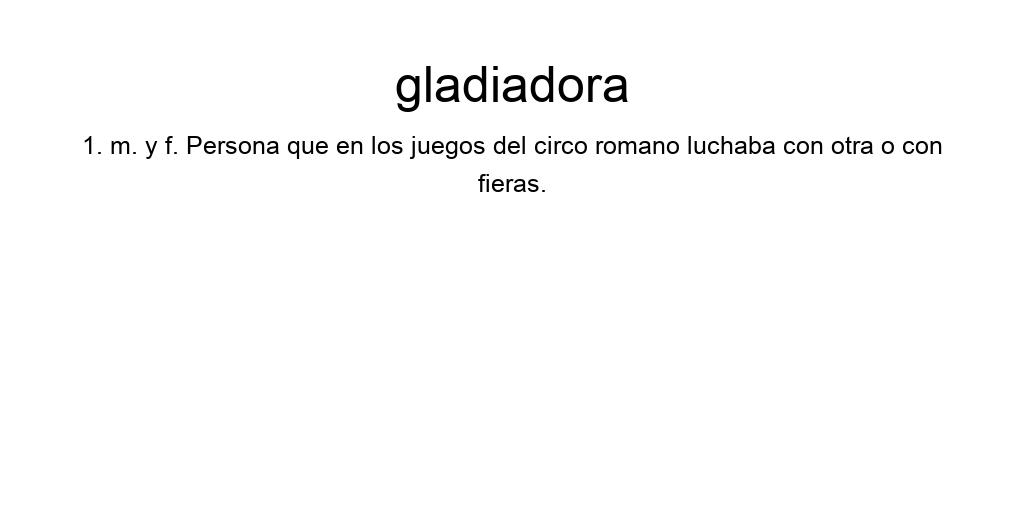 gladiadora
1. m. y f. Persona que en los juegos del circo romano luchaba con otra o con
fieras.